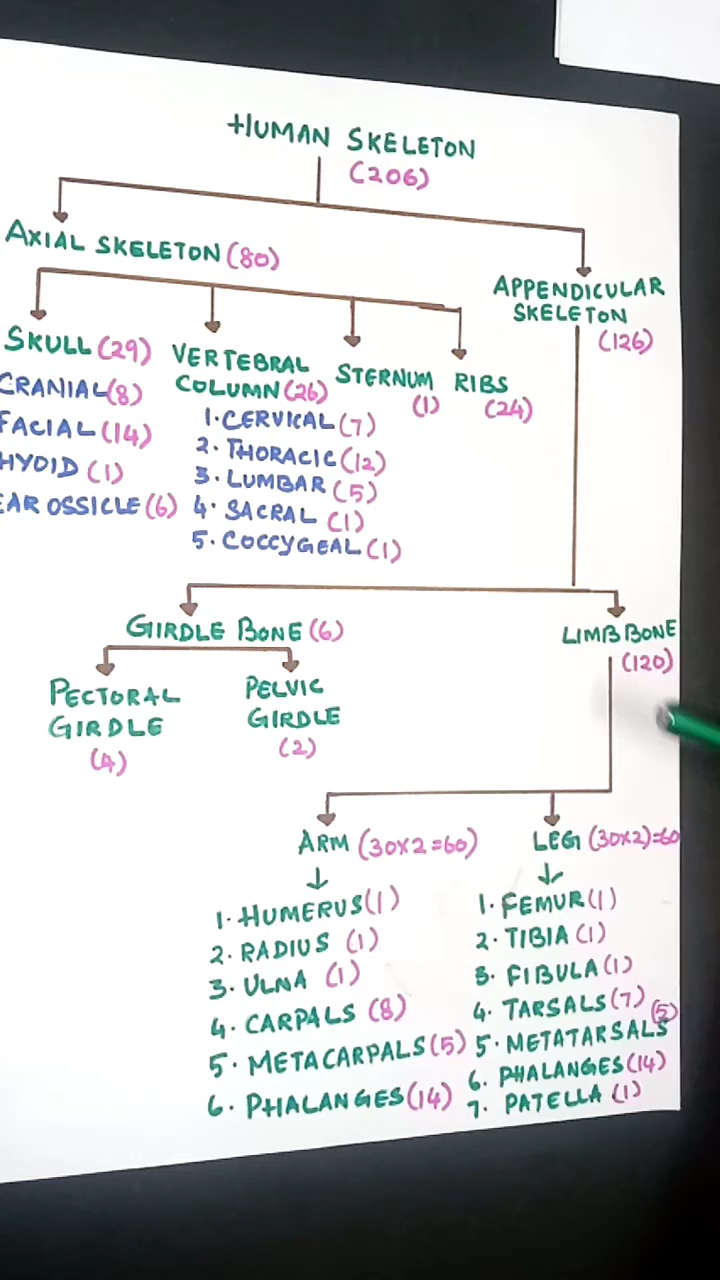 HUMAN SKELETON
(206)
AXIAL SKELETON (80)
APPENDICULAR
SKELETON
(126)
SKULL (29)
CRANIAL (8)
FACIAL (14)
HYOID (1)
EAR OSSICLE (6)
VERTEBRAL
COLUMN (26)
1. CERVICAL (7)
2. THORACIC (12)
3. LUMBAR (5)
4. SACRAL (1)
5. COCCYGEAL (1)
STERNUM
(1)
RIBS
(24)
GIRDLE BONE (6)
PECTORAL
GIRDLE
(4)
PELVIC
GIRDLE
(2)
LIMB BONE
(120)
ARM (30×2=60)
1. HUMERUS (1)
2. RADIUS (1)
3. ULNA (1)
4. CARPALS (8)
5. METACARPALS (5)
6. PHALANGES (14)
LEG (30×2)=60
1. FEMUR (1)
2. TIBIA (1)
3. FIBULA (1)
4. TARSALS (7)
5. METATARSALS (5)
6. PHALANGES (14)
7. PATELLA (1)